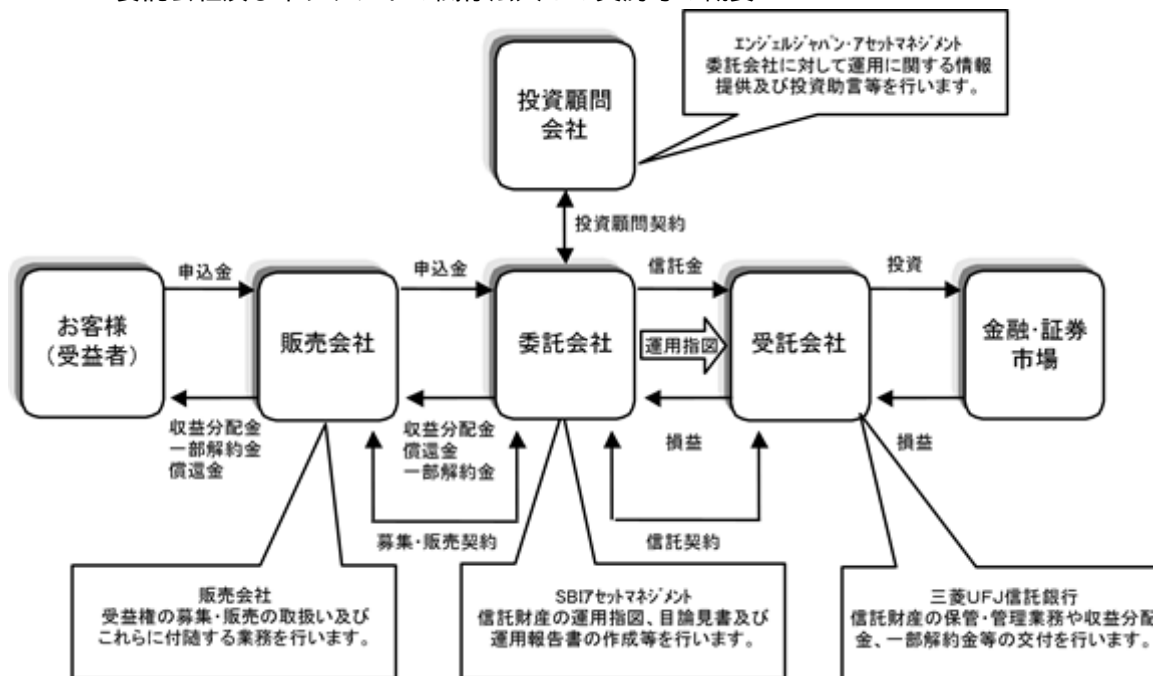 エンジェルジャパン・アセットマネジメント
委託会社に対して運用に関する情報
提供及び投資助言等を行います。
投資顧問
会社
投資顧問契約
申込金
申込金
信託金
投資
お客様
（受益者）
販売会社
委託会社
運用指図
受託会社
金融・証券
市場
収益分配金
一部解約金
償還金
収益分配金
償還金
一部解約金
損益
損益
募集・販売契約
信託契約
販売会社
受益権の募集・販売の取扱い及び
これらに付随する業務を行います。
SBIアセットマネジメント
信託財産の運用指図、目論見書及び
運用報告書の作成等を行います。
三菱UFJ信託銀行
信託財産の保管・管理業務や収益分配
金、一部解約金等の交付を行います。